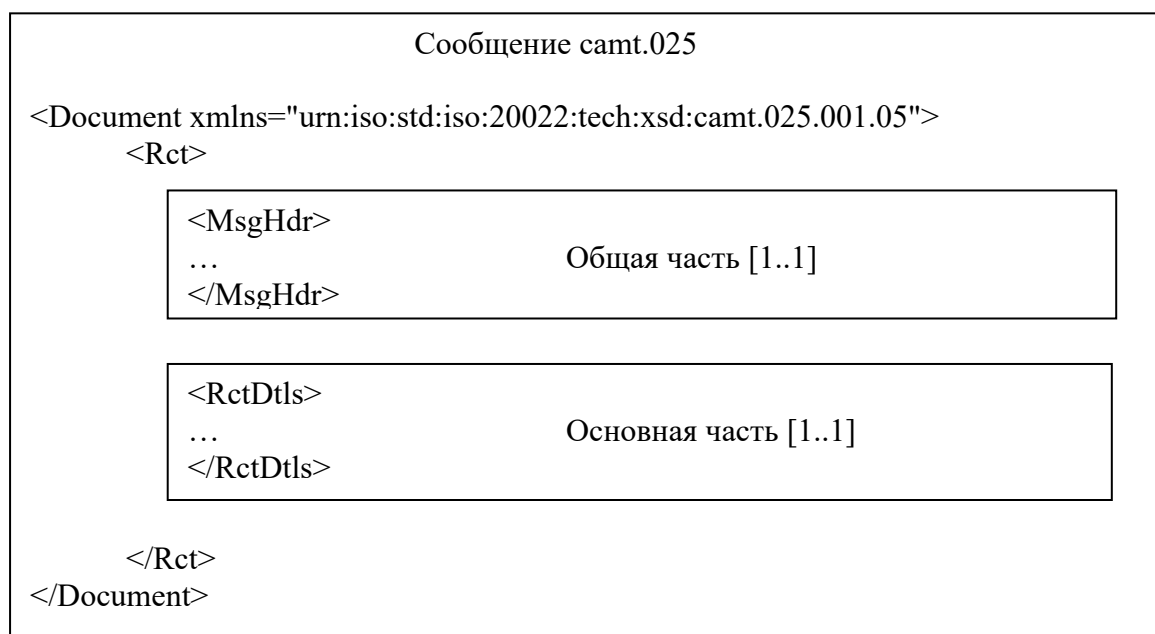 Сообщение camt.025
<Document xmlns="urn:iso:std:iso:20022:tech:xsd:camt.025.001.05">
<Rct>
<MsgHdr>
… Общая часть [1..1]
</MsgHdr>
<RctDtls>
… Основная часть [1..1]
</RctDtls>
</Rct>
</Document>